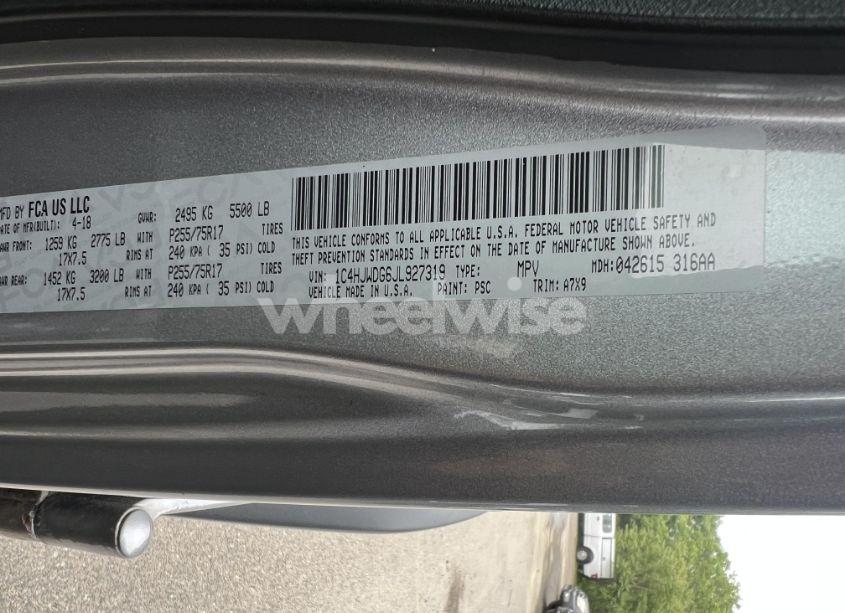 MFD BY FCA US LLC
DATE OF MFR(BUILT): 4-18 GVWR: 2495 KG 5500 LB
GAWR FRONT: 1259 KG 2775 LB WITH P255/75R17 TIRES
17X7.5 RIMS AT 240 KPA ( 35 PSI) COLD
GAWR REAR: 1452 KG 3200 LB WITH P255/75R17 TIRES
17X7.5 RIMS AT 240 KPA ( 35 PSI) COLD
THIS VEHICLE CONFORMS TO ALL APPLICABLE U.S.A. FEDERAL MOTOR VEHICLE SAFETY AND
THEFT PREVENTION STANDARDS IN EFFECT ON THE DATE OF MANUFACTURE SHOWN ABOVE.
VIN: 1C4HJWDG6JL927319 TYPE: MPV MDH: 042615 316AA
VEHICLE MADE IN U.S.A. PAINT: PSC TRIM: A7X9
wheelwise